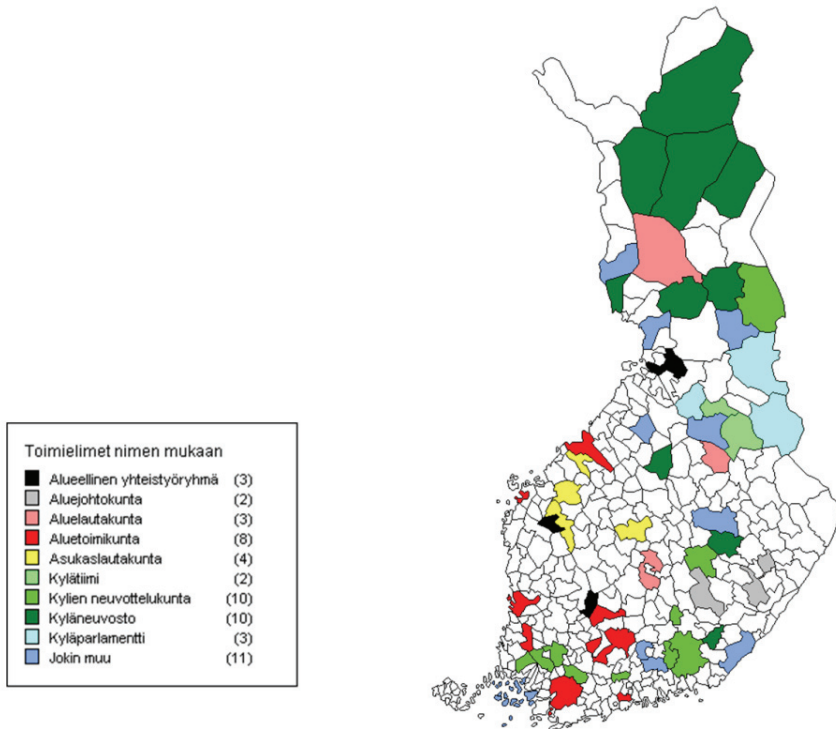 Toimielimet nimen mukaan
Alueellinen yhteistyöryhmä (3)
Aluejohtokunta (2)
Aluelautakunta (3)
Aluetoimikunta (8)
Asukaslautakunta (4)
Kylätiimi (2)
Kylien neuvottelukunta (10)
Kyläneuvosto (10)
Kyläparlamentti (3)
Jokin muu (11)